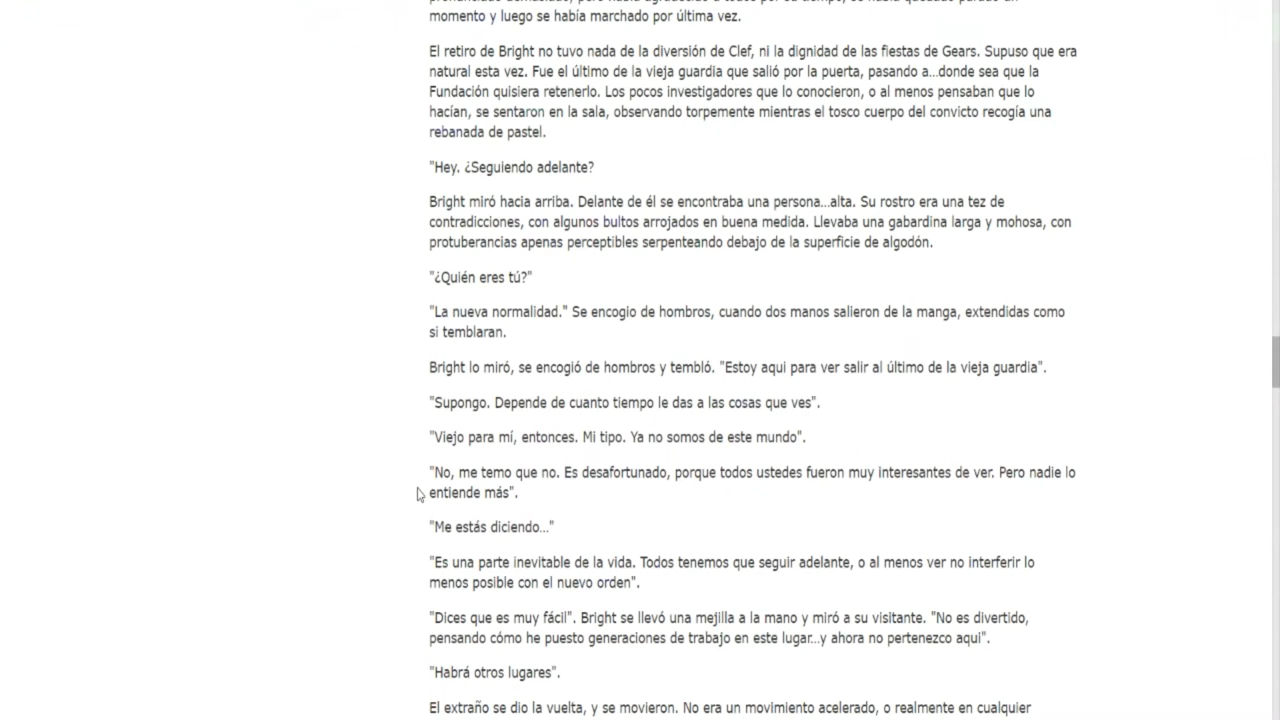 momento y luego se había marchado por última vez.
El retiro de Bright no tuvo nada de la diversión de Clef, ni la dignidad de las fiestas de Gears. Supuso que era
natural esta vez. Fue el último de la vieja guardia que salió por la puerta, pasando a...donde sea que la
Fundación quisiera retenerlo. Los pocos investigadores que lo conocieron, o al menos pensaban que lo
hacían, se sentaron en la sala, observando torpemente mientras el tosco cuerpo del convicto recogía una
rebanada de pastel.
"Hey. ¿Seguiendo adelante?
Bright miró hacia arriba. Delante de él se encontraba una persona...alta. Su rostro era una tez de
contradicciones, con algunos bultos arrojados en buena medida. Llevaba una gabardina larga y mohosa, con
protuberancias apenas perceptibles serpenteando debajo de la superficie de algodón.
"¿Quién eres tú?"
"La nueva normalidad." Se encogio de hombros, cuando dos manos salieron de la manga, extendidas como
si temblaran.
Bright lo miró, se encogió de hombros y tembló. "Estoy aqui para ver salir al último de la vieja guardia".
"Supongo. Depende de cuanto tiempo le das a las cosas que ves".
"Viejo para mí, entonces. Mi tipo. Ya no somos de este mundo".
"No, me temo que no. Es desafortunado, porque todos ustedes fueron muy interesantes de ver. Pero nadie lo
entiende más".
"Me estás diciendo..."
"Es una parte inevitable de la vida. Todos tenemos que seguir adelante, o al menos ver no interferir lo
menos posible con el nuevo orden".
"Dices que es muy fácil". Bright se llevó una mejilla a la mano y miró a su visitante. "No es divertido,
pensando cómo he puesto generaciones de trabajo en este lugar...y ahora no pertenezco aqui".
"Habrá otros lugares".
El extraño se dio la vuelta, y se movieron. No era un movimiento acelerado, o realmente en cualquier